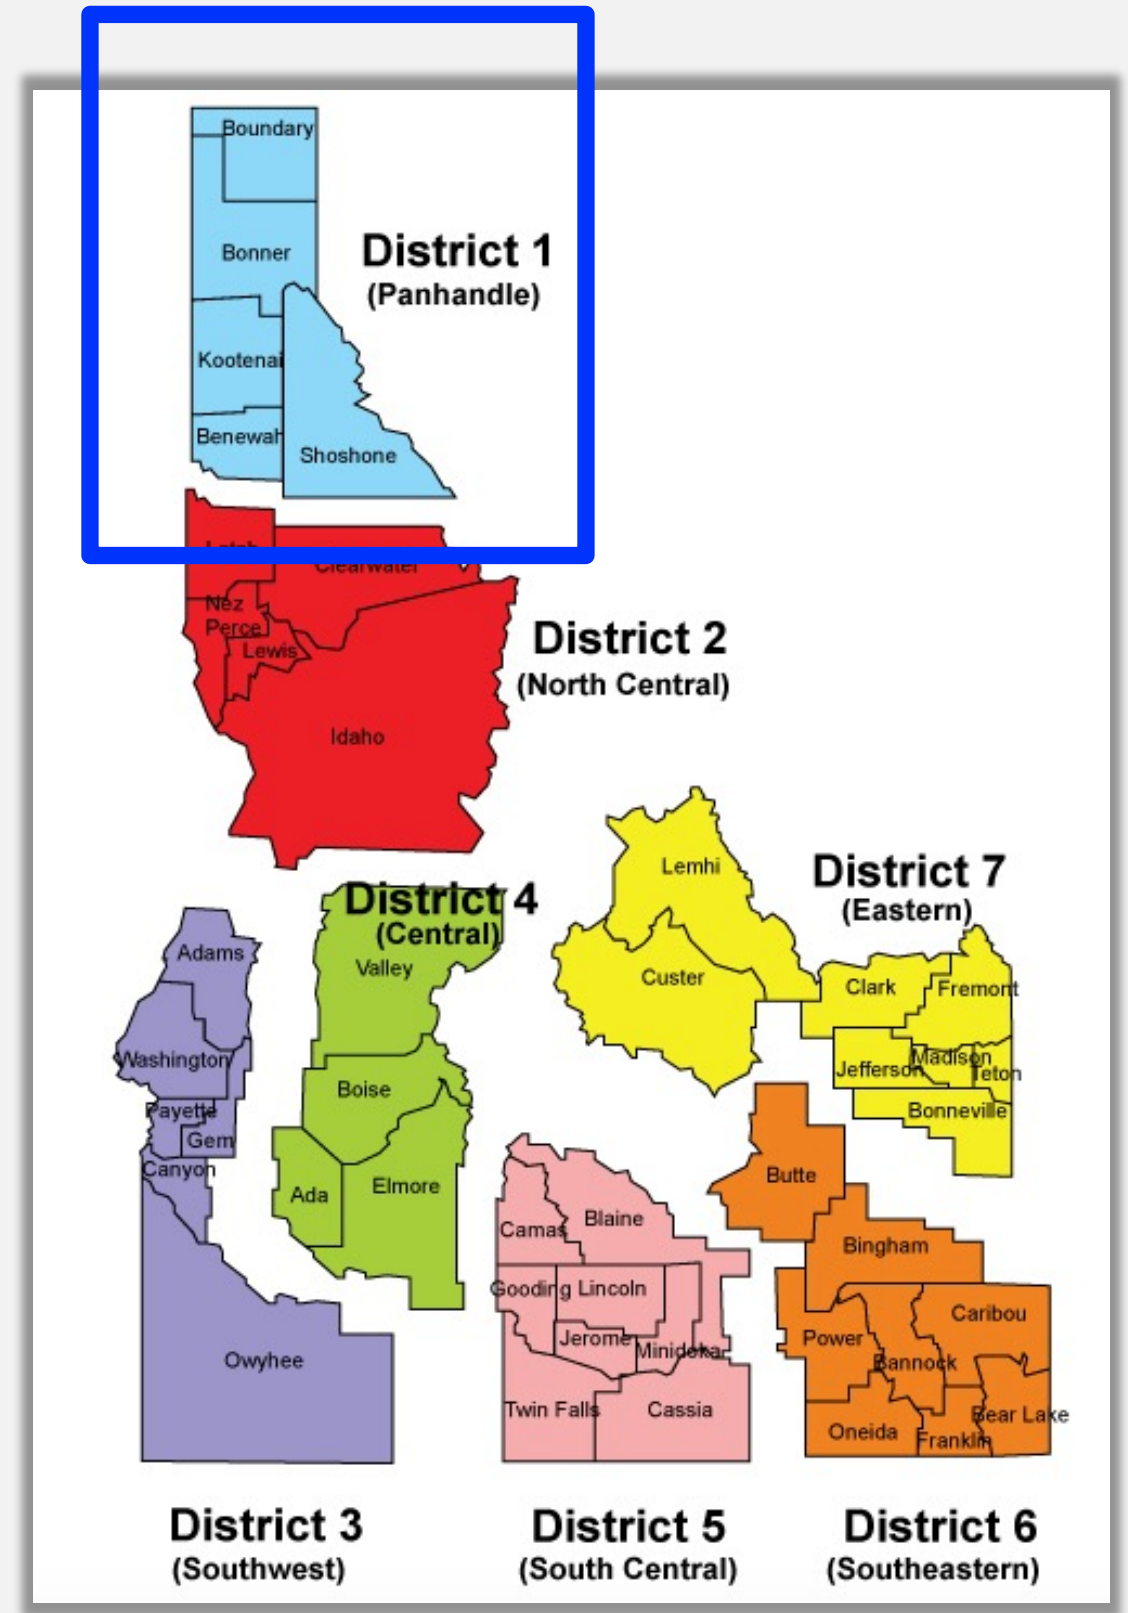 Boundary
Bonner
District 1
(Panhandle)
Kootenai
Benewah
Shoshone
Clearwater
Nez
Perce
Lewis
District 2
(North Central)
Idaho
Lemhi
District 7
(Eastern)
District 4
(Central)
Adams
Valley
Custer
Clark
Fremont
Washington
Madison
Jefferson
Teton
Boise
Payette
Bonneville
Gem
Canyon
Butte
Ada
Elmore
Camas
Blaine
Bingham
Gooding
Lincoln
Caribou
Jerome
Minidoka
Power
Bannock
Owyhee
Twin Falls
Cassia
Bear Lake
Oneida
Franklin
District 3
(Southwest)
District 5
(South Central)
District 6
(Southeastern)